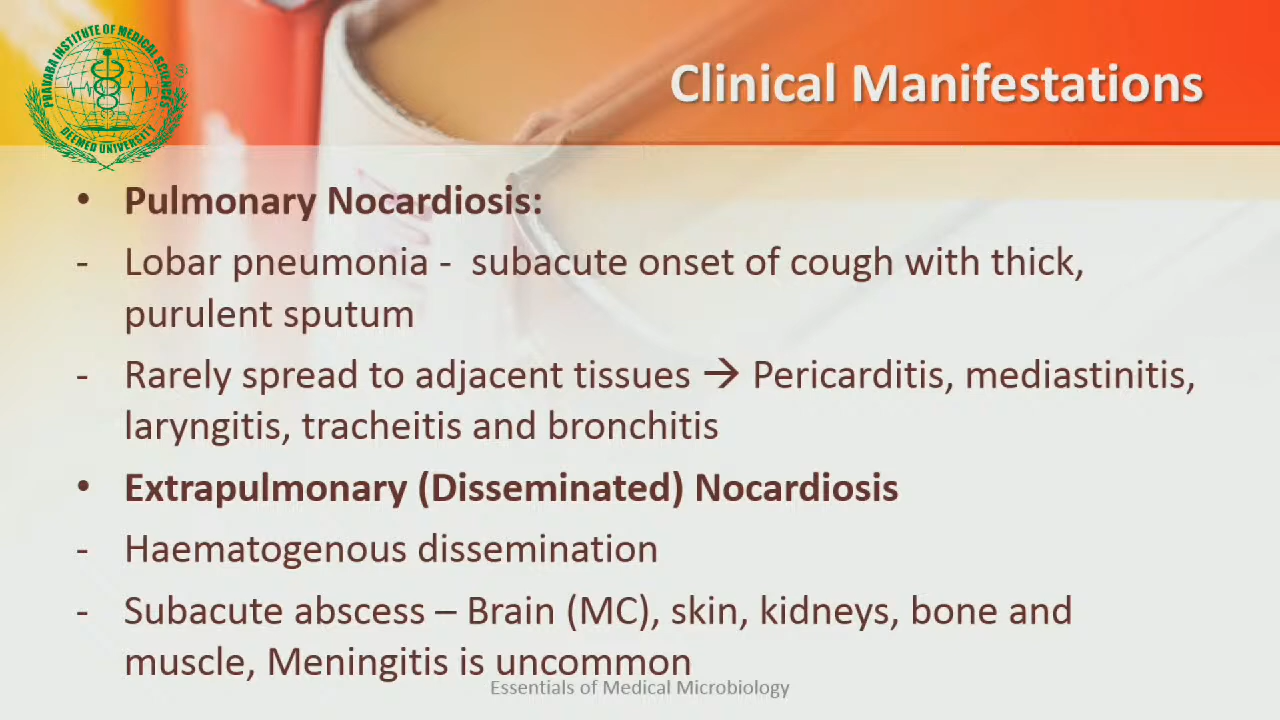 PRAVARA INSTITUTE OF MEDICAL SCIENCES
DEEMED UNIVERSITY
Clinical Manifestations
• Pulmonary Nocardiosis:
- Lobar pneumonia - subacute onset of cough with thick,
purulent sputum
- Rarely spread to adjacent tissues → Pericarditis, mediastinitis,
laryngitis, tracheitis and bronchitis
• Extrapulmonary (Disseminated) Nocardiosis
- Haematogenous dissemination
- Subacute abscess – Brain (MC), skin, kidneys, bone and
muscle, Meningitis is uncommon
Essentials of Medical Microbiology